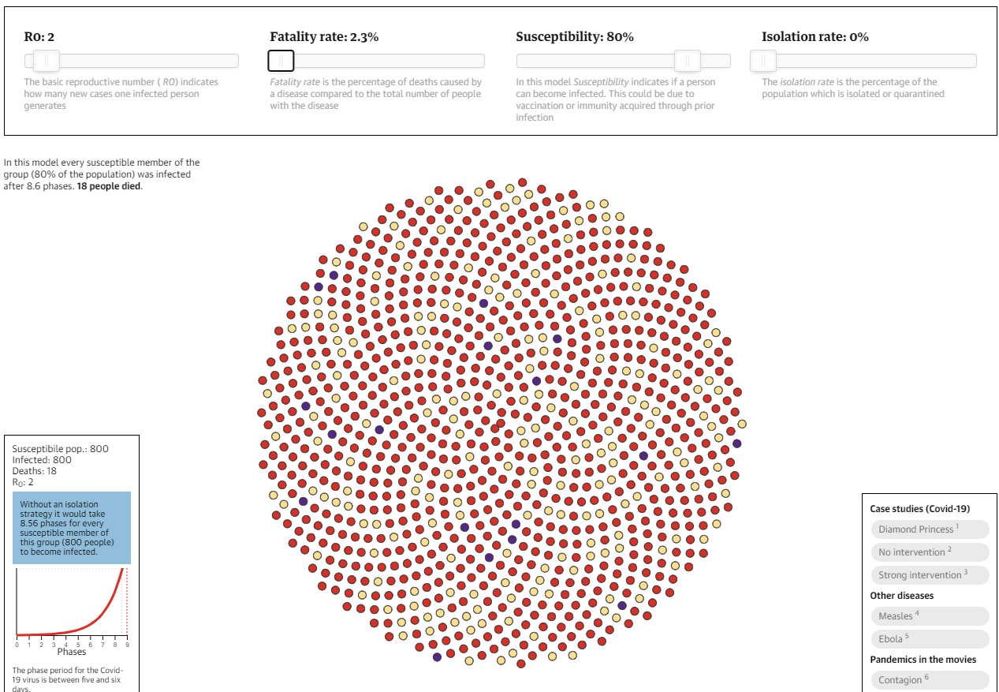 R0: 2
The basic reproductive number ( R0) indicates
how many new cases one infected person
generates
Fatality rate: 2.3%
Fatality rate is the percentage of deaths caused by
a disease compared to the total number of people
with the disease
Susceptibility: 80%
In this model Susceptibility indicates if a person
can become infected. This could be due to
vaccination or immunity acquired through prior
infection
Isolation rate: 0%
The isolation rate is the percentage of the
population which is isolated or quarantined
In this model every susceptible member of the
group (80% of the population) was infected
after 8.6 phases. 18 people died.
Susceptibile pop.: 800
Infected: 800
Deaths: 18
R0: 2
Without an isolation
strategy it would take
8.56 phases for every
susceptible member of
this group (800 people)
to become infected.
0 1 2 3 4 5 6 7 8 9
Phases
The phase period for the Covid-
19 virus is between five and six
days.
Case studies (Covid-19)
Diamond Princess 1
No intervention 2
Strong intervention 3
Other diseases
Measles 4
Ebola 5
Pandemics in the movies
Contagion 6